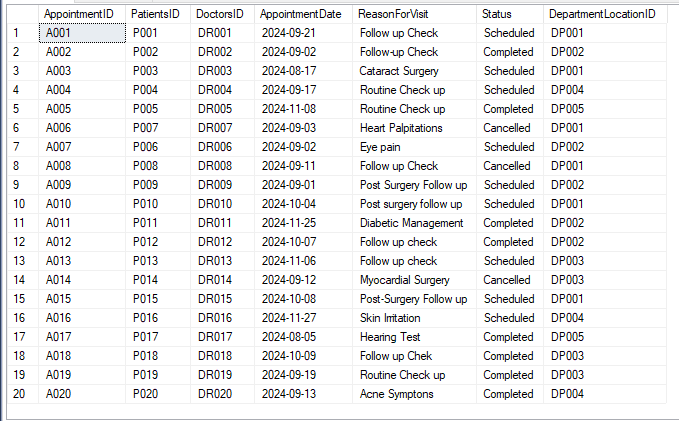 AppointmentID PatientsID DoctorsID AppointmentDate ReasonForVisit Status DepartmentLocationID
1 A001 P001 DR001 2024-09-21 Follow up Check Scheduled DP001
2 A002 P002 DR002 2024-09-02 Follow-up Check Completed DP002
3 A003 P003 DR003 2024-08-17 Cataract Surgery Scheduled DP001
4 A004 P004 DR004 2024-09-17 Routine Check up Scheduled DP004
5 A005 P005 DR005 2024-11-08 Routine Check up Completed DP005
6 A006 P007 DR007 2024-09-03 Heart Palpitations Cancelled DP001
7 A007 P006 DR006 2024-09-02 Eye pain Scheduled DP002
8 A008 P008 DR008 2024-09-11 Follow up Check Cancelled DP001
9 A009 P009 DR009 2024-09-01 Post Surgery Follow up Scheduled DP002
10 A010 P010 DR010 2024-10-04 Post surgery follow up Scheduled DP001
11 A011 P011 DR011 2024-11-25 Diabetic Management Completed DP002
12 A012 P012 DR012 2024-10-07 Follow up check Completed DP002
13 A013 P013 DR013 2024-11-06 Follow up check Scheduled DP003
14 A014 P014 DR014 2024-09-12 Myocardial Surgery Cancelled DP003
15 A015 P015 DR015 2024-10-08 Post-Surgery Follow up Scheduled DP001
16 A016 P016 DR016 2024-11-27 Skin Irritation Scheduled DP004
17 A017 P017 DR017 2024-08-05 Hearing Test Completed DP005
18 A018 P018 DR018 2024-10-09 Follow up Chek Completed DP003
19 A019 P019 DR019 2024-09-19 Routine Check up Completed DP003
20 A020 P020 DR020 2024-09-13 Acne Symptons Completed DP004